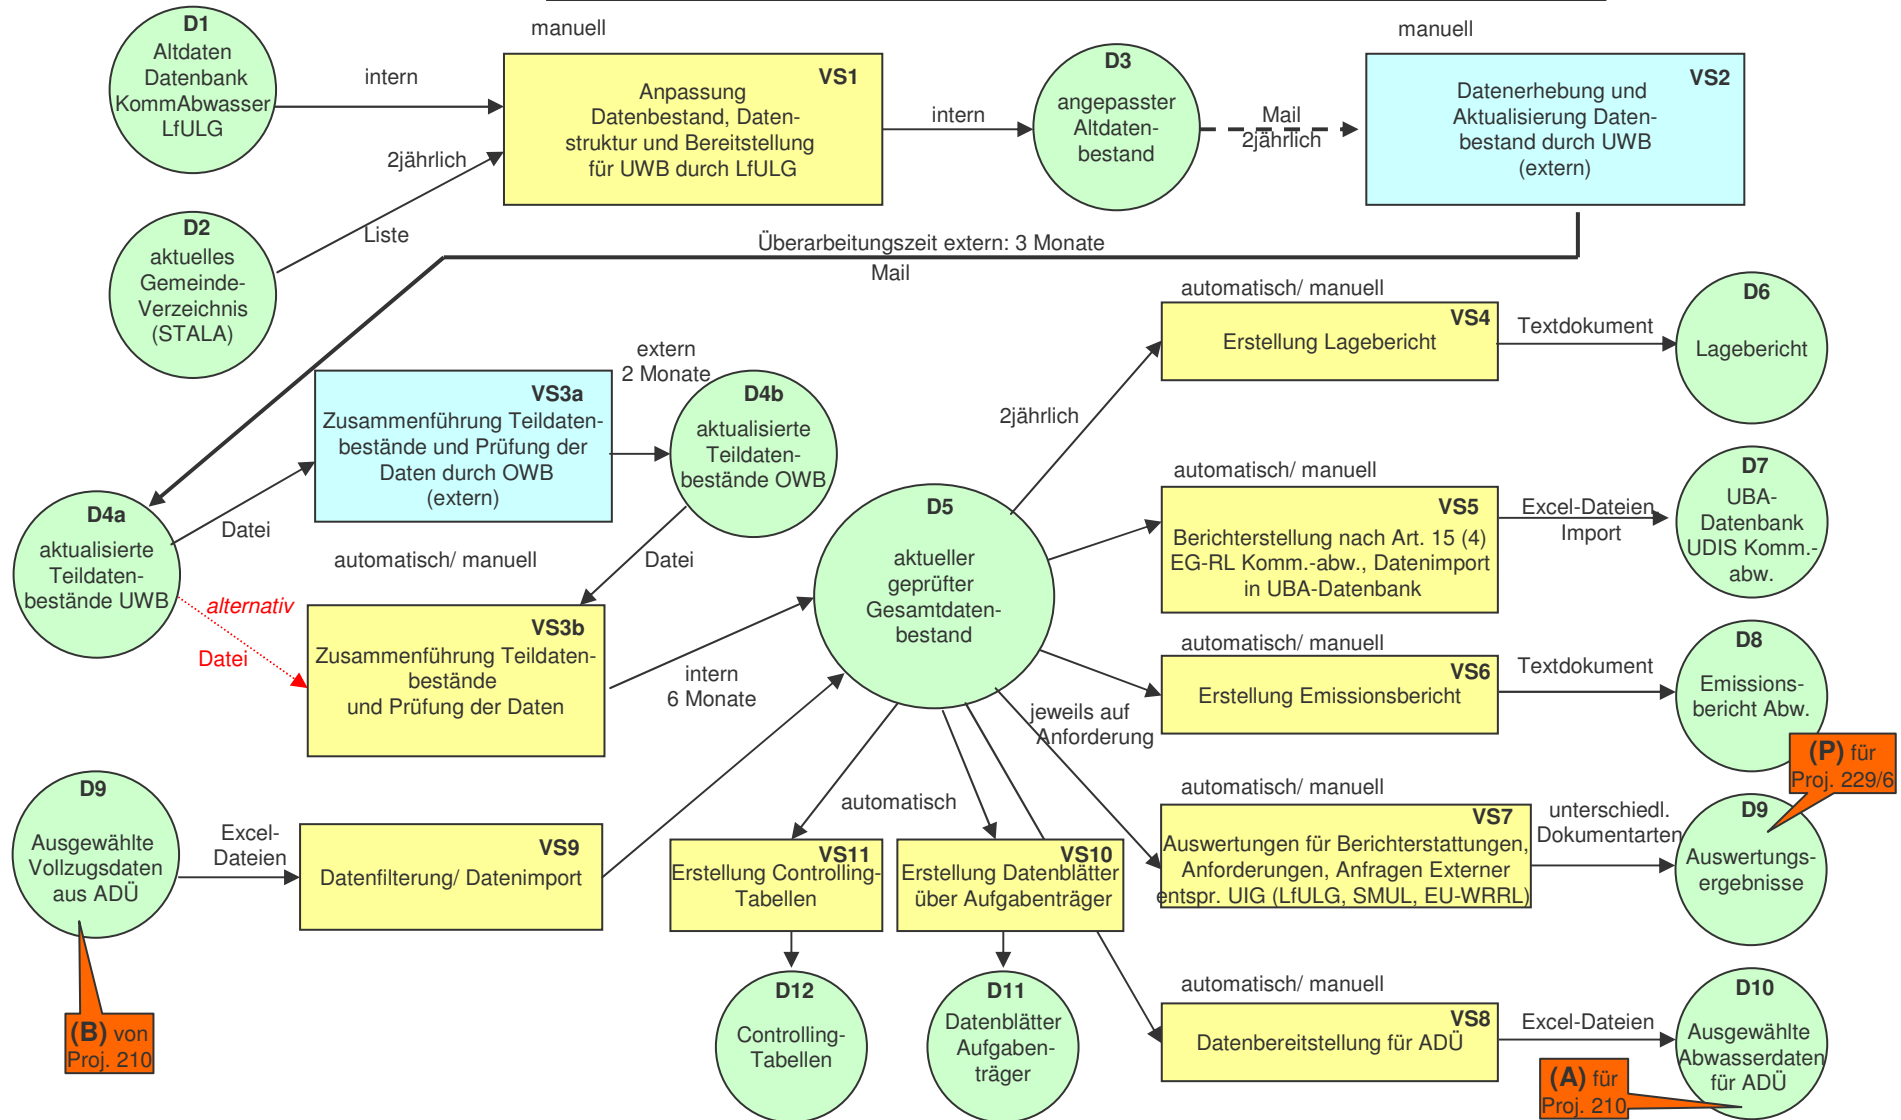 D1
Altdaten
Datenbank
KommAbwasser
LfULG
intern
manuell
VS1
Anpassung
Datenbestand, Daten-
struktur und Bereitstellung
für UWB durch LfULG
intern
D3
angepasster
Altdaten-
bestand
Mail
2jährlich
manuell
VS2
Datenerhebung und
Aktualisierung Daten-
bestand durch UWB
(extern)
2jährlich
Liste
D2
aktuelles
Gemeinde-
Verzeichnis
(STALA)
Überarbeitungszeit extern: 3 Monate
Mail
automatisch/ manuell
VS4
Erstellung Lagebericht
Textdokument
D6
Lagebericht
2jährlich
extern
2 Monate
VS3a
Zusammenführung Teildaten-
bestände und Prüfung der
Daten durch OWB
(extern)
D4b
aktualisierte
Teildaten-
bestände OWB
D4a
aktualisierte
Teildaten-
bestände UWB
Datei
automatisch/ manuell
Datei
alternativ
Datei
VS3b
Zusammenführung Teildaten-
bestände
und Prüfung der Daten
intern
6 Monate
D5
aktueller
geprüfter
Gesamtdaten-
bestand
automatisch/ manuell
VS5
Berichterstellung nach Art. 15 (4)
EG-RL Komm.-abw., Datenimport
in UBA-Datenbank
Excel-Dateien
Import
D7
UBA-
Datenbank
UDIS Komm.-
abw.
automatisch/ manuell
VS6
Erstellung Emissionsbericht
Textdokument
D8
Emissions-
bericht Abw.
jeweils auf
Anforderung
(P) für
Proj. 229/6
D9
Ausgewählte
Vollzugsdaten
aus ADÜ
Excel-
Dateien
VS9
Datenfilterung/ Datenimport
automatisch
VS11
Erstellung Controlling-
Tabellen
VS10
Erstellung Datenblätter
über Aufgabenträger
automatisch/ manuell
VS7
Auswertungen für Berichterstattungen,
Anforderungen, Anfragen Externer
entspr. UIG (LfULG, SMUL, EU-WRRL)
unterschiedl.
Dokumentarten
D9
Auswertungs-
ergebnisse
(B) von
Proj. 210
D12
Controlling-
Tabellen
D11
Datenblätter
Aufgaben-
träger
automatisch/ manuell
VS8
Datenbereitstellung für ADÜ
Excel-Dateien
D10
Ausgewählte
Abwasserdaten
für ADÜ
(A) für
Proj. 210